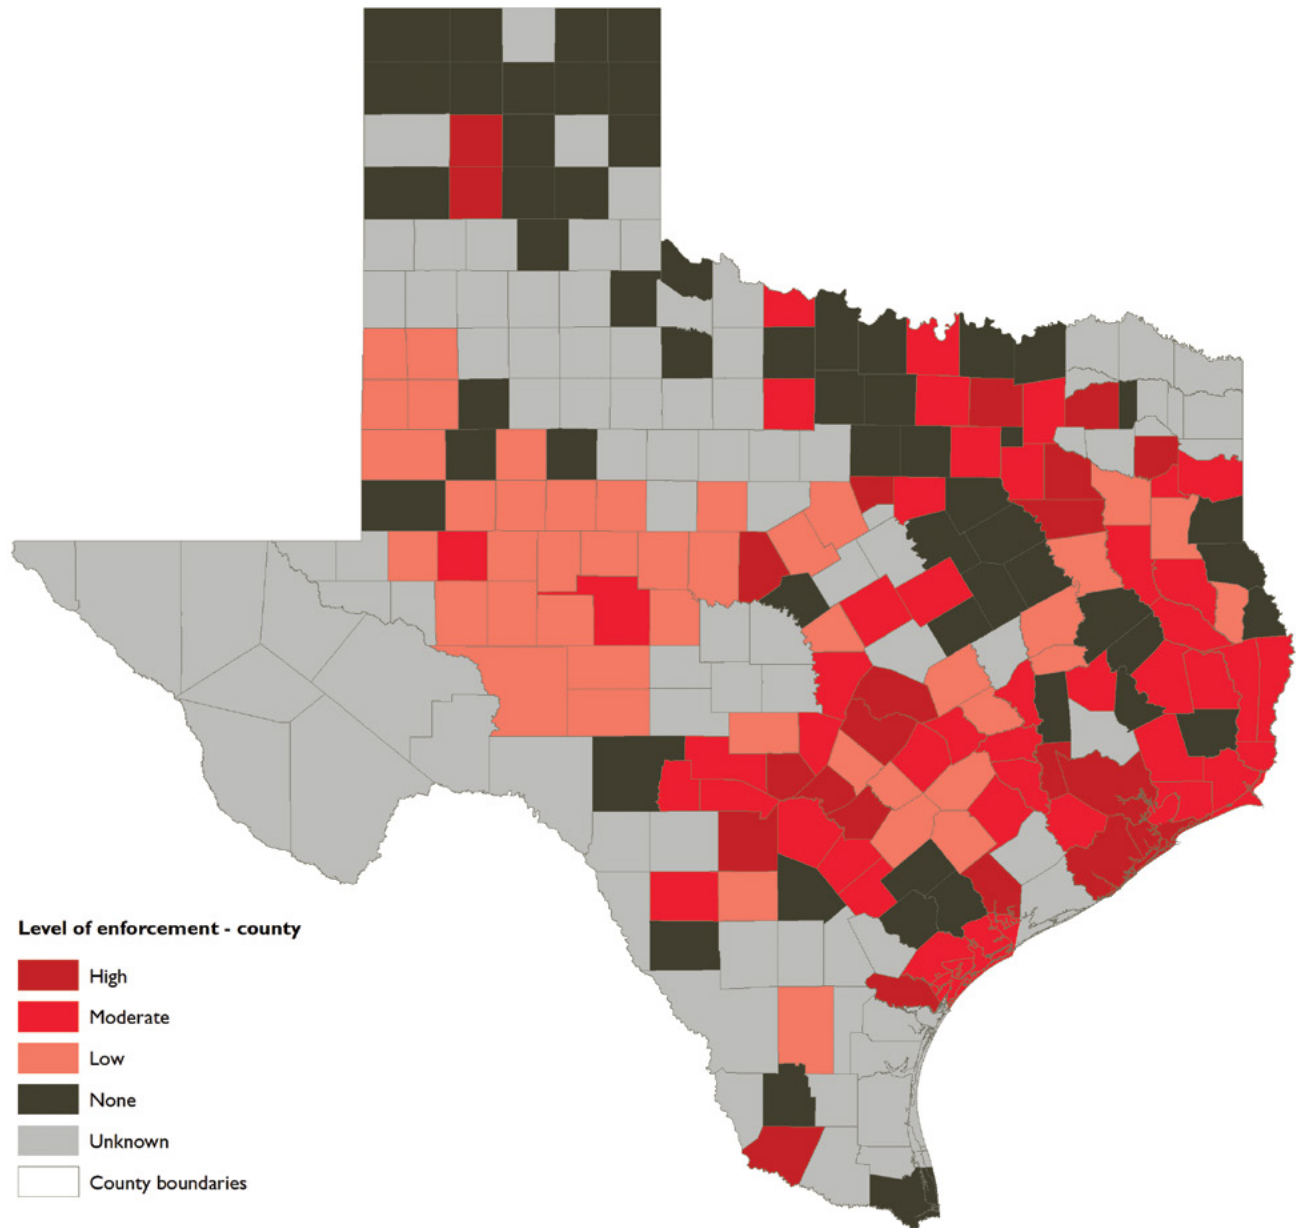 Level of enforcement - county
High
Moderate
Low
None
Unknown
County boundaries